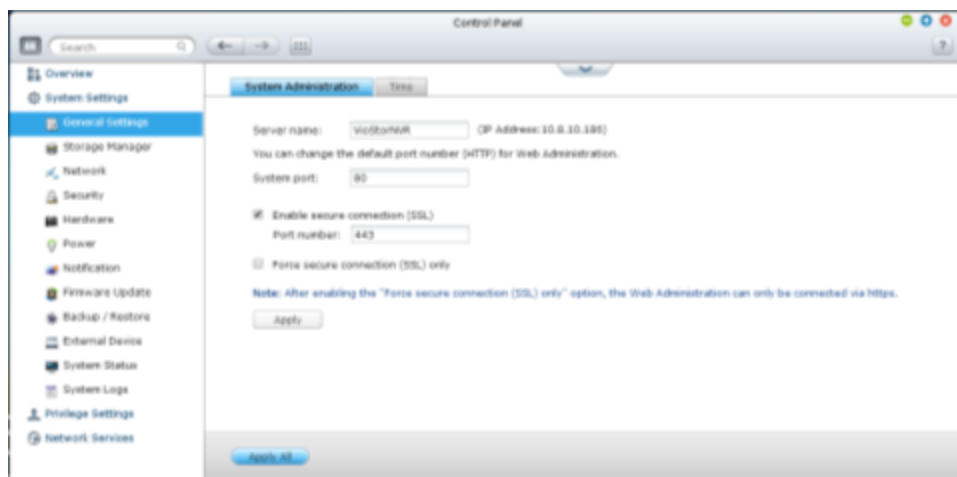 Control Panel
Search
?
Overview
System Settings
General Settings
Storage Manager
Network
Security
Hardware
Power
Notification
Firmware Update
Backup / Restore
External Device
System Status
System Logs
Privilege Settings
Network Services
System Administration
Time
Server name: VioStorNVR (IP Address:10.8.10.186)
You can change the default port number (HTTP) for Web Administration.
System port: 80
Enable secure connection (SSL)
Port number: 443
Force secure connection (SSL) only
Note: After enabling the "Force secure connection (SSL) only" option, the Web Administration can only be connected via https.
Apply
Apply All